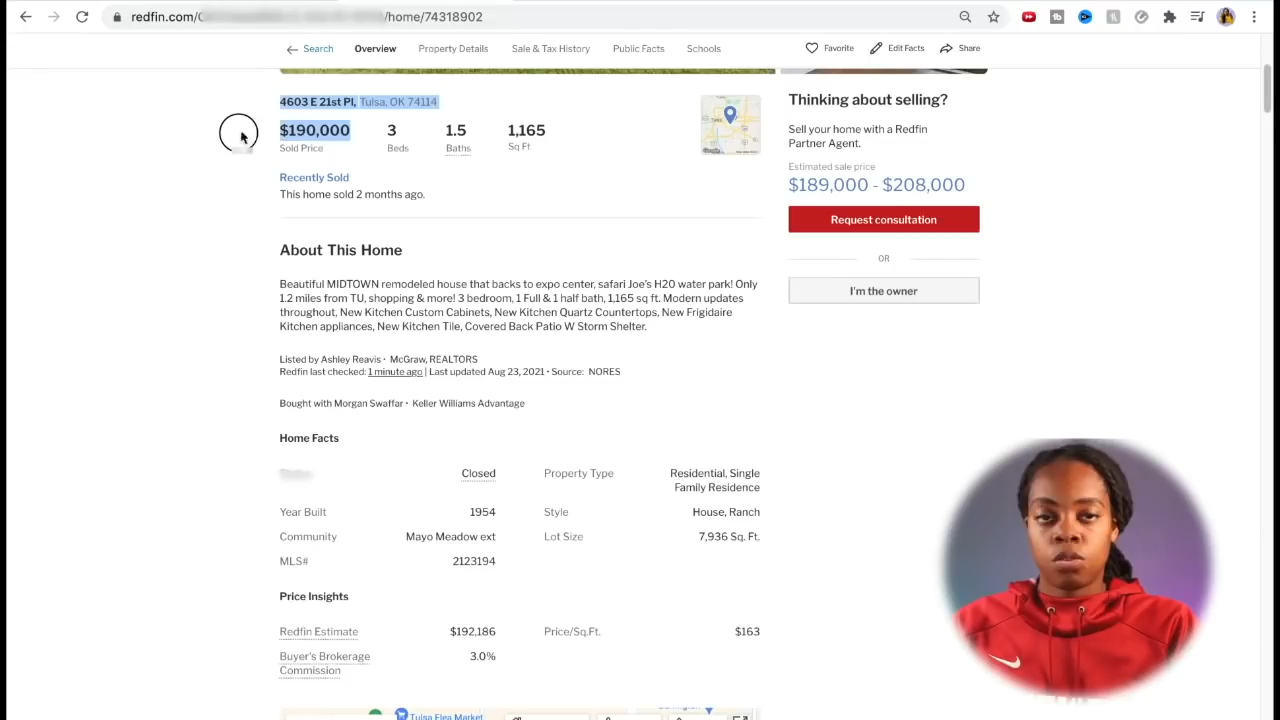 redfin.com/
/home/74318902
Search
Overview
Property Details
Sale & Tax History
Public Facts
Schools
Favorite
Edit Facts
Share
4603 E 21st Pl, Tulsa, OK 74114
$190,000
Sold Price
3
Beds
1.5
Baths
1,165
Sq Ft
Recently Sold
This home sold 2 months ago.
Thinking about selling?
Sell your home with a Redfin
Partner Agent.
Estimated sale price
$189,000 - $208,000
Request consultation
OR
I'm the owner
About This Home
Beautiful MIDTOWN remodeled house that backs to expo center, safari Joe's H20 water park! Only
1.2 miles from TU, shopping & more! 3 bedroom, 1 Full & 1 half bath, 1,165 sq ft. Modern updates
throughout, New Kitchen Custom Cabinets, New Kitchen Quartz Countertops, New Frigidaire
Kitchen appliances, New Kitchen Tile, Covered Back Patio W Storm Shelter.
Listed by Ashley Reavis • McGraw, REALTORS
Redfin last checked: 1 minute ago | Last updated Aug 23, 2021 • Source: NORES
Bought with Morgan Swaffar • Keller Williams Advantage
Home Facts
Closed
Property Type
Residential, Single
Family Residence
Year Built
1954
Style
House, Ranch
Community
Mayo Meadow ext
Lot Size
7,936 Sq. Ft.
MLS#
2123194
Price Insights
Redfin Estimate
$192,186
Price/Sq.Ft.
$163
Buyer's Brokerage
Commission
3.0%
Tulsa Flea Market